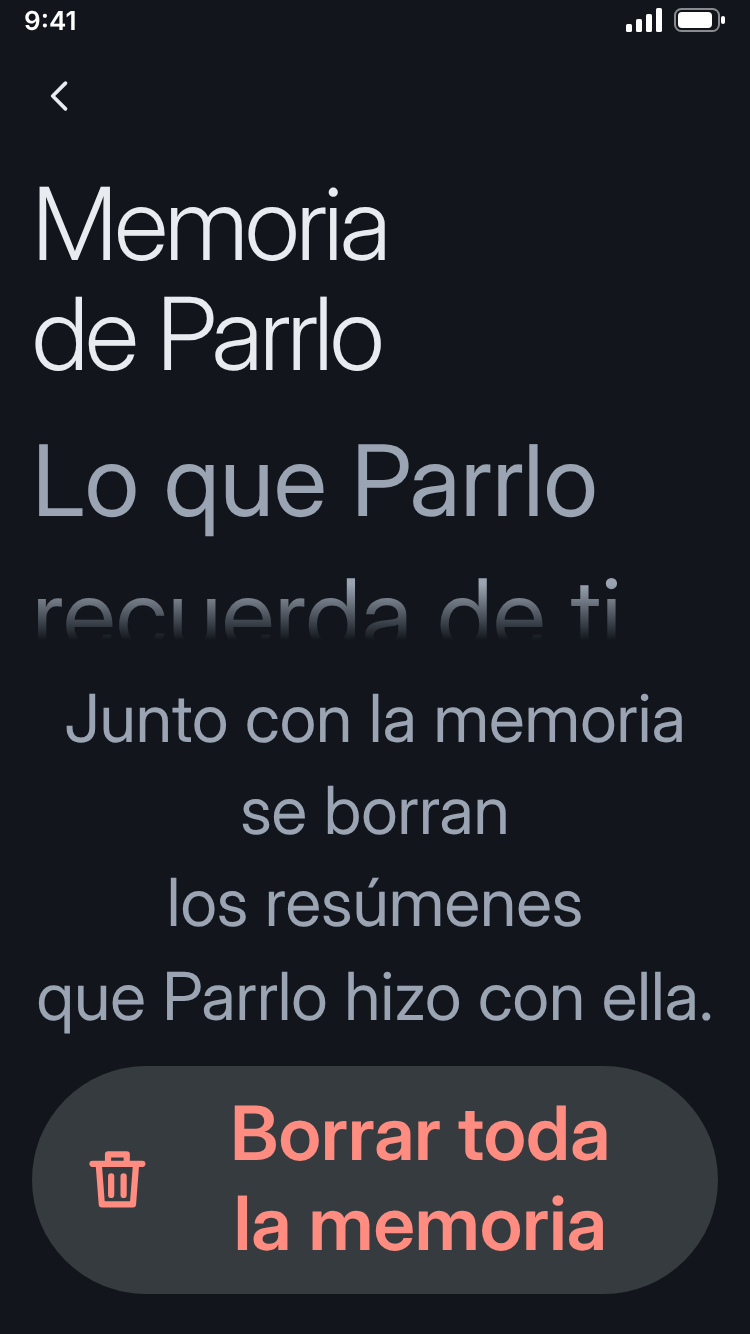 9:41
Memoria
de Parrlo
Lo que Parrlo
recuerda de ti
Junto con la memoria
se borran
los resúmenes
que Parrlo hizo con ella.
Borrar toda
la memoria